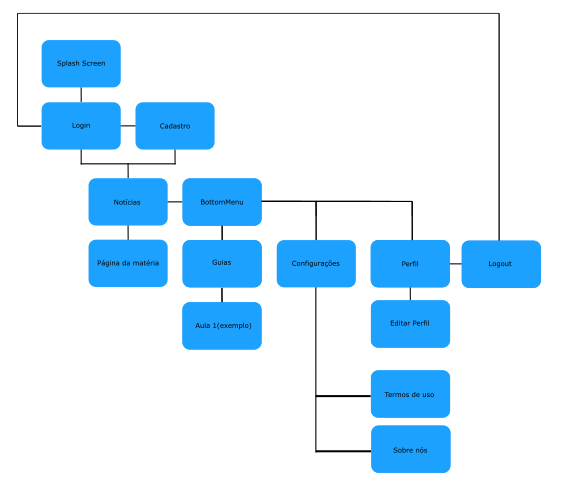 Splash Screen
Login
Cadastro
Notícias
BottomMenu
Página da matéria
Guias
Configurações
Perfil
Logout
Aula 1(exemplo)
Editar Perfil
Termos de uso
Sobre nós